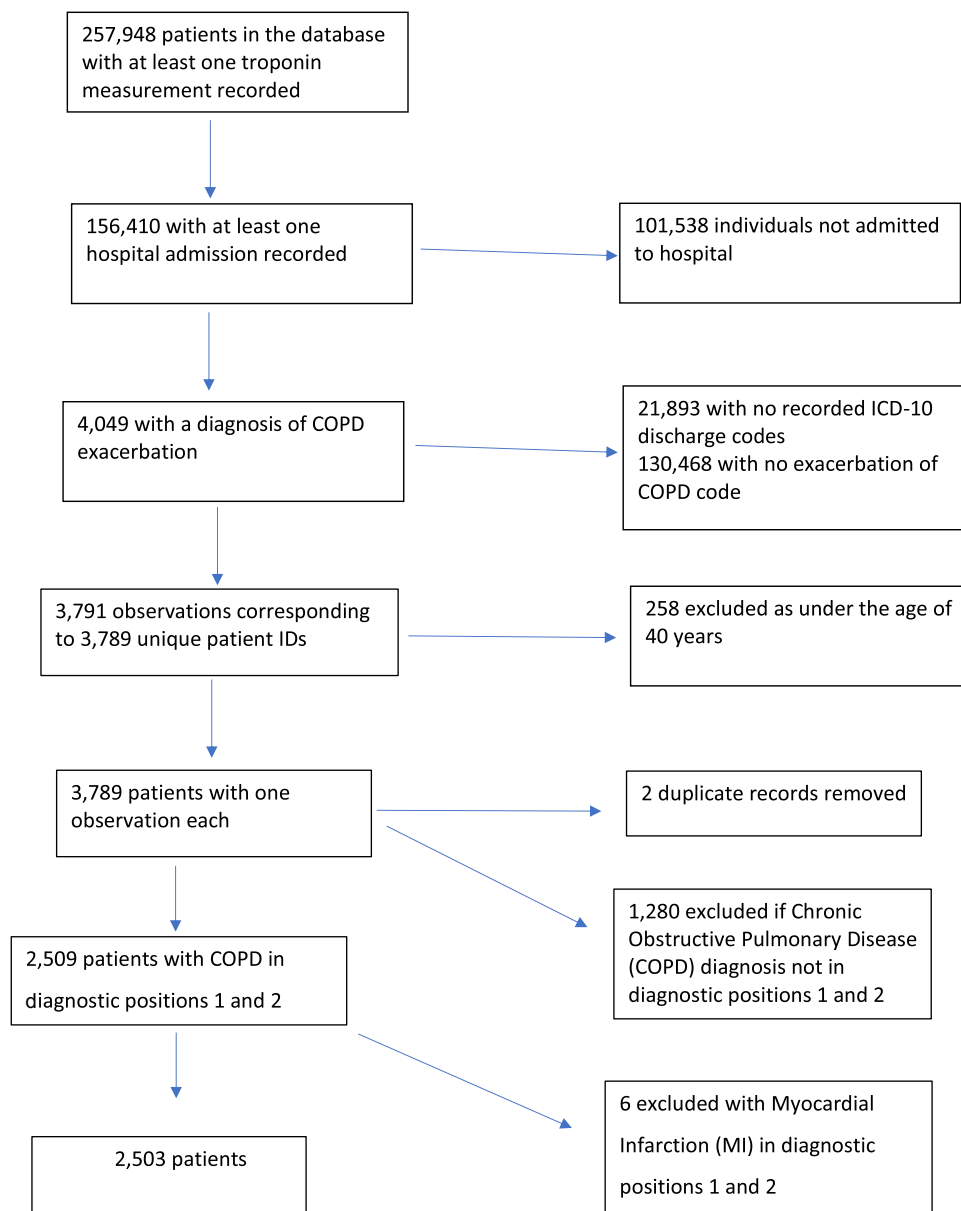 257,948 patients in the database
with at least one troponin
measurement recorded
156,410 with at least one
hospital admission recorded
101,538 individuals not admitted
to hospital
4,049 with a diagnosis of COPD
exacerbation
21,893 with no recorded ICD-10
discharge codes
130,468 with no exacerbation of
COPD code
3,791 observations corresponding
to 3,789 unique patient IDs
258 excluded as under the age of
40 years
3,789 patients with one
observation each
2 duplicate records removed
1,280 excluded if Chronic
Obstructive Pulmonary Disease
(COPD) diagnosis not in
diagnostic positions 1 and 2
2,509 patients with COPD in
diagnostic positions 1 and 2
6 excluded with Myocardial
Infarction (MI) in diagnostic
positions 1 and 2
2,503 patients